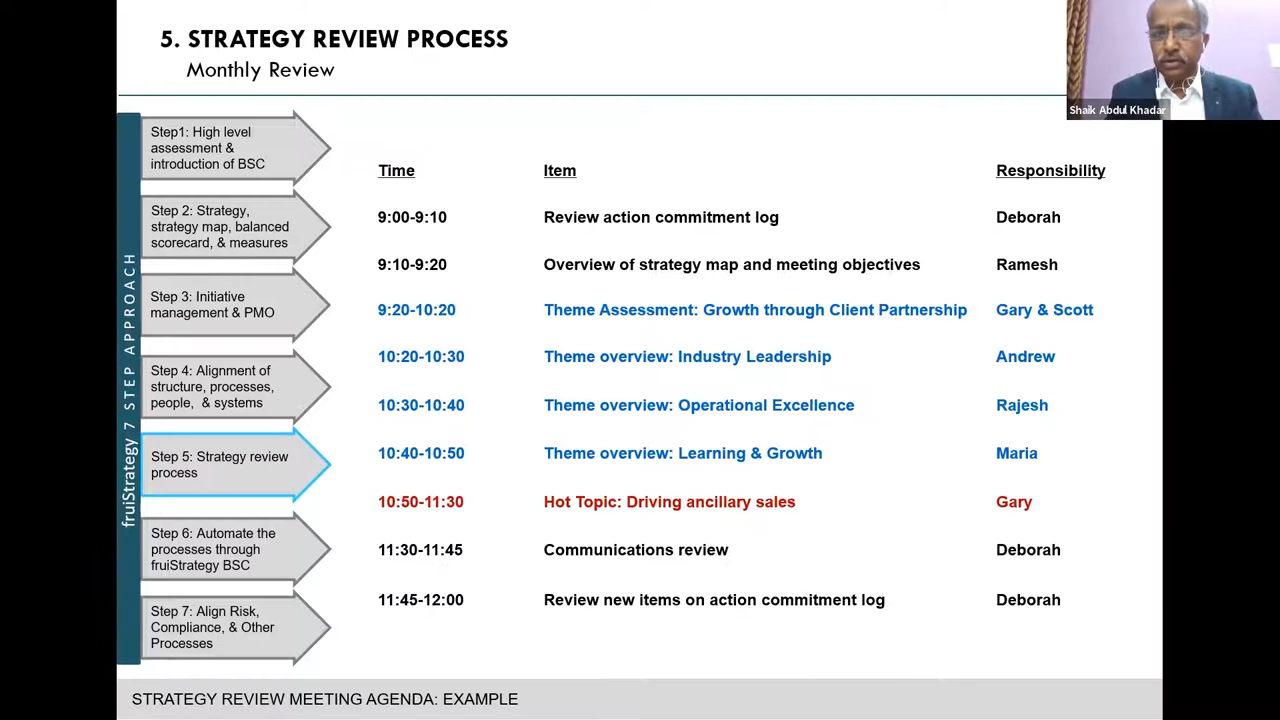 5. STRATEGY REVIEW PROCESS
Monthly Review
Shaik Abdul Khadar
fruiStrategy 7 STEP APPROACH
Step1: High level
assessment &
introduction of BSC
Step 2: Strategy,
strategy map, balanced
scorecard, & measures
Step 3: Initiative
management & PMO
Step 4: Alignment of
structure, processes,
people, & systems
Step 5: Strategy review
process
Step 6: Automate the
processes through
fruiStrategy BSC
Step 7: Align Risk,
Compliance, & Other
Processes
Time Item Responsibility
9:00-9:10 Review action commitment log Deborah
9:10-9:20 Overview of strategy map and meeting objectives Ramesh
9:20-10:20 Theme Assessment: Growth through Client Partnership Gary & Scott
10:20-10:30 Theme overview: Industry Leadership Andrew
10:30-10:40 Theme overview: Operational Excellence Rajesh
10:40-10:50 Theme overview: Learning & Growth Maria
10:50-11:30 Hot Topic: Driving ancillary sales Gary
11:30-11:45 Communications review Deborah
11:45-12:00 Review new items on action commitment log Deborah
STRATEGY REVIEW MEETING AGENDA: EXAMPLE